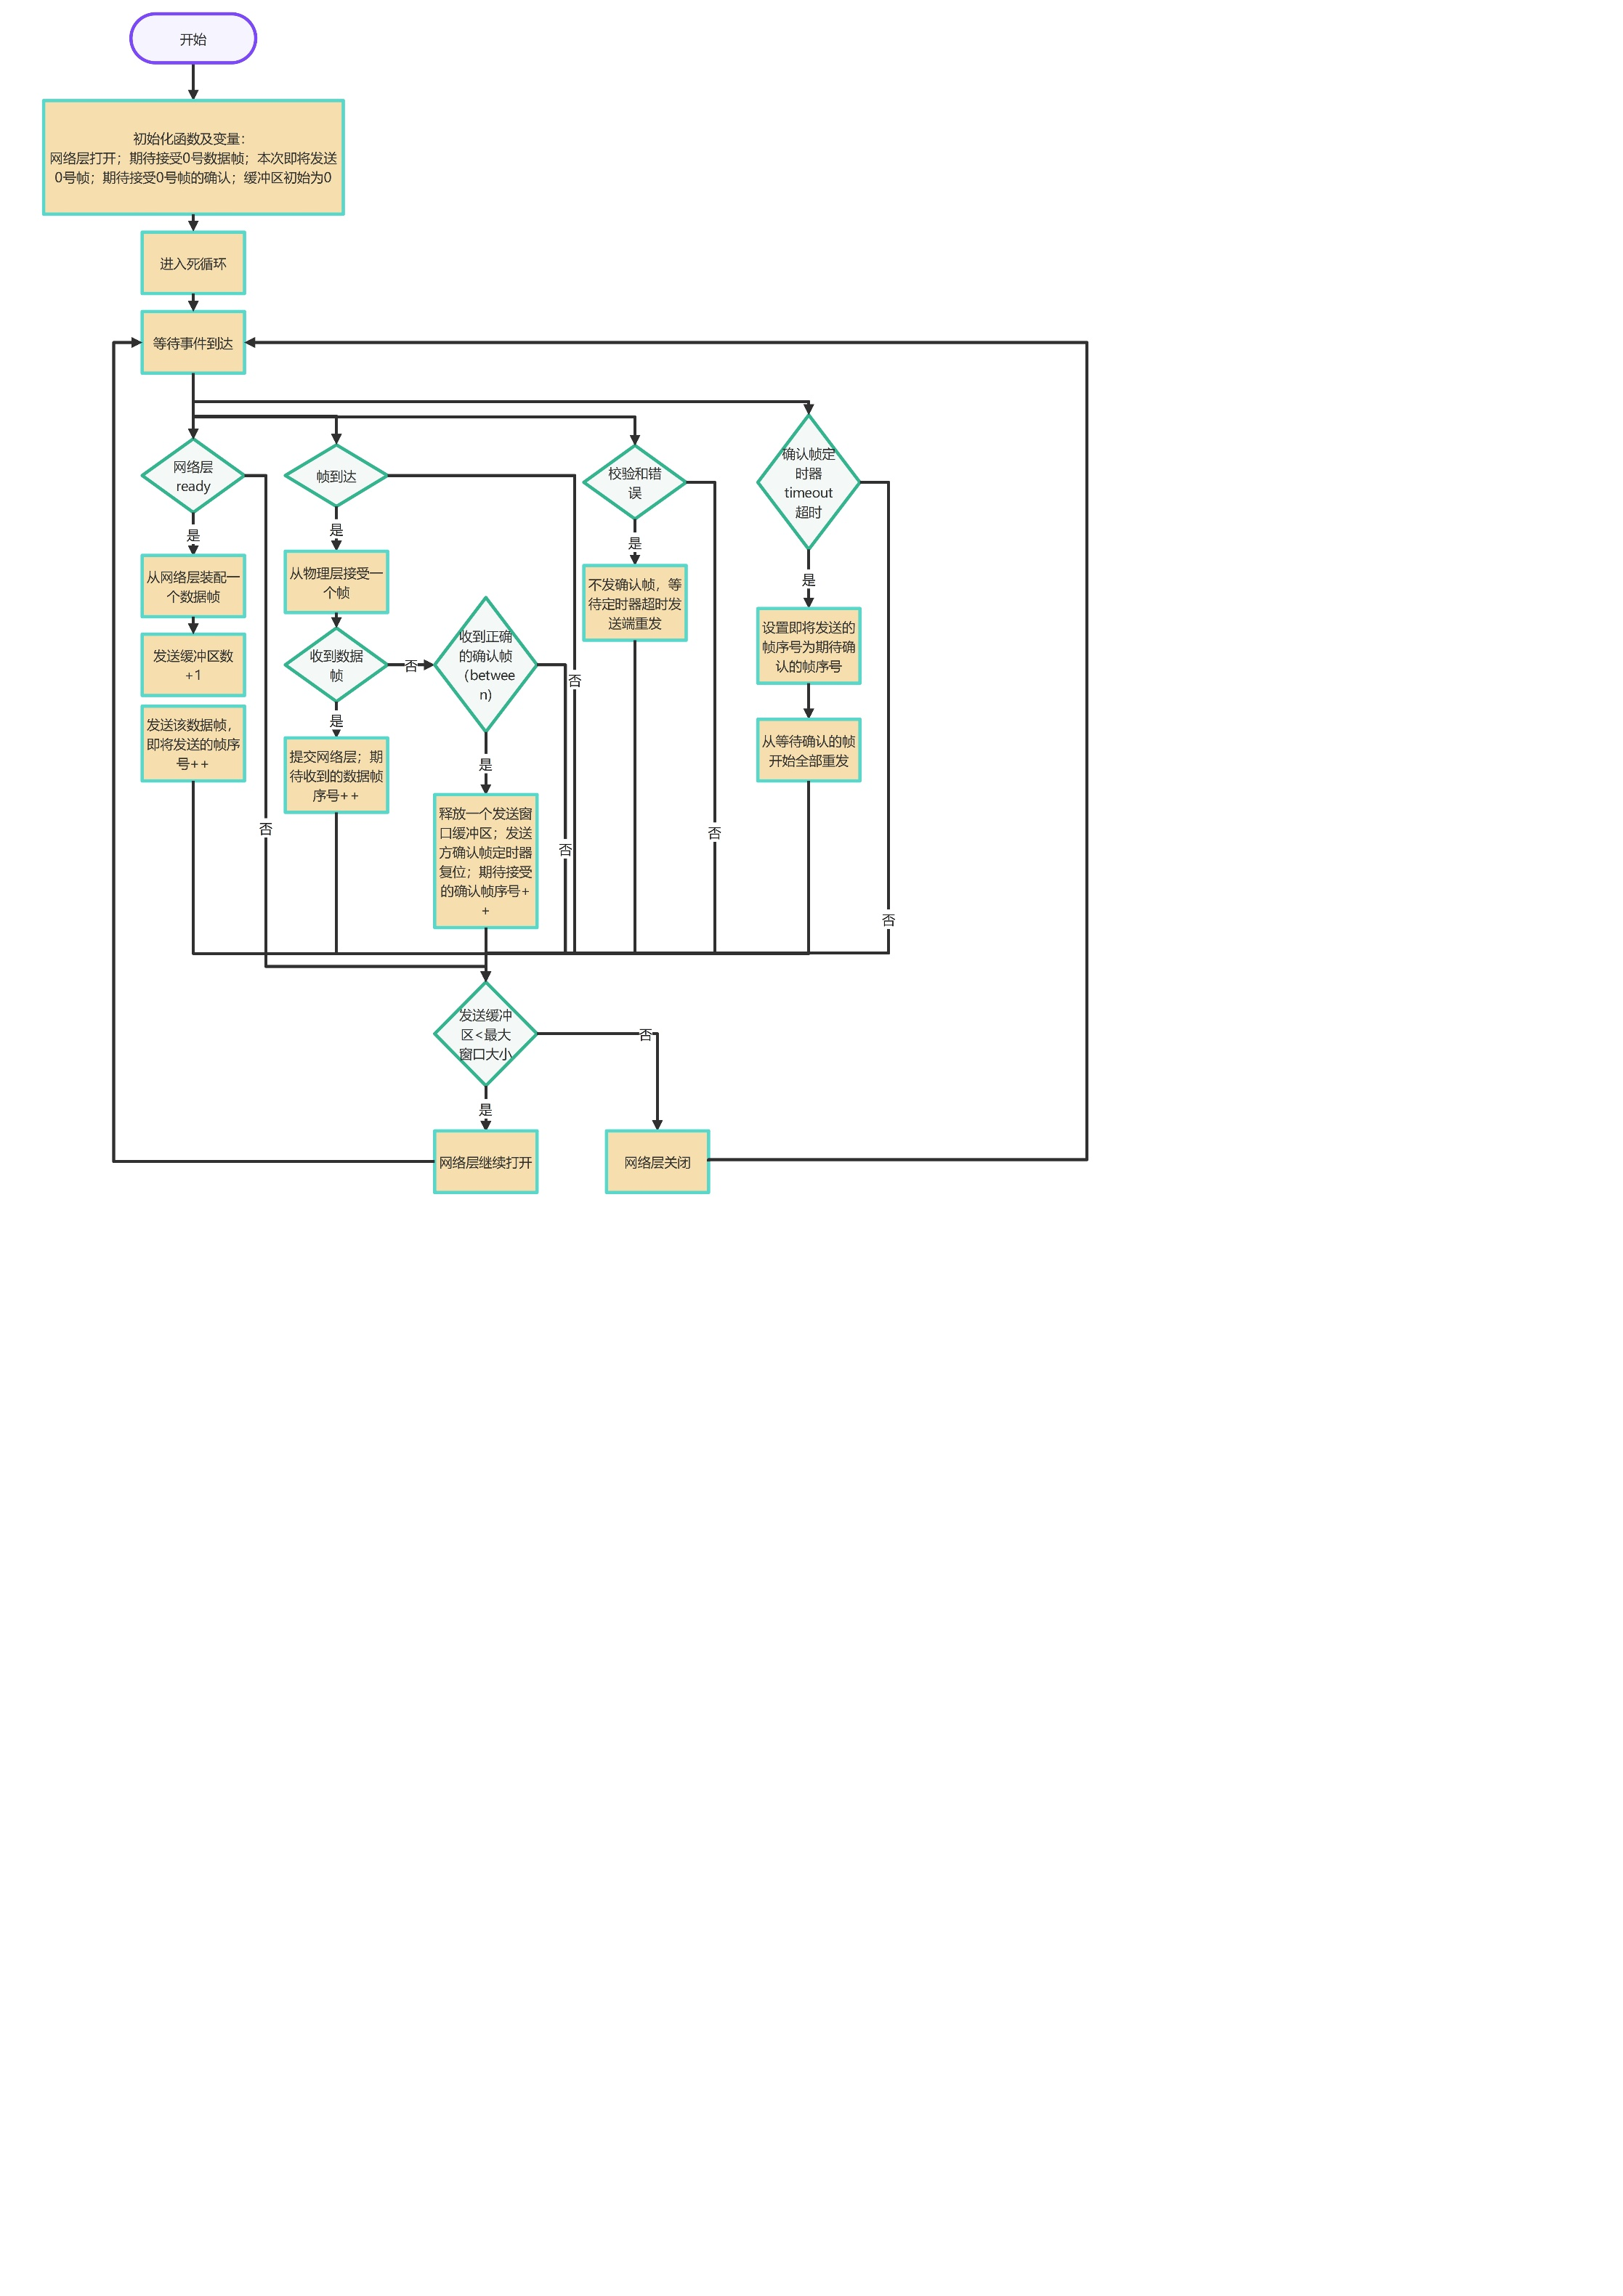 开始
初始化函数及变量：
网络层打开；期待接受0号数据帧；本次即将发送
0号帧；期待接受0号帧的确认；缓冲区初始为0
进入死循环
等待事件到达
网络层
ready
是
从网络层装配一
个数据帧
发送缓冲区数
+1
发送该数据帧，
即将发送的帧序
号++
否
帧到达
是
从物理层接受一
个帧
收到数据
帧
否
是
提交网络层；期
待收到的数据帧
序号++
收到正确
的确认帧
（betwee
n）
是
释放一个发送窗
口缓冲区；发送
方确认帧定时器
复位；期待接受
的确认帧序号+
+
否
否
校验和错
误
是
不发确认帧，等
待定时器超时发
送端重发
否
确认帧定
时器
timeout
超时
是
设置即将发送的
帧序号为期待确
认的帧序号
从等待确认的帧
开始全部重发
否
发送缓冲
区<最大
窗口大小
否
是
网络层继续打开
网络层关闭